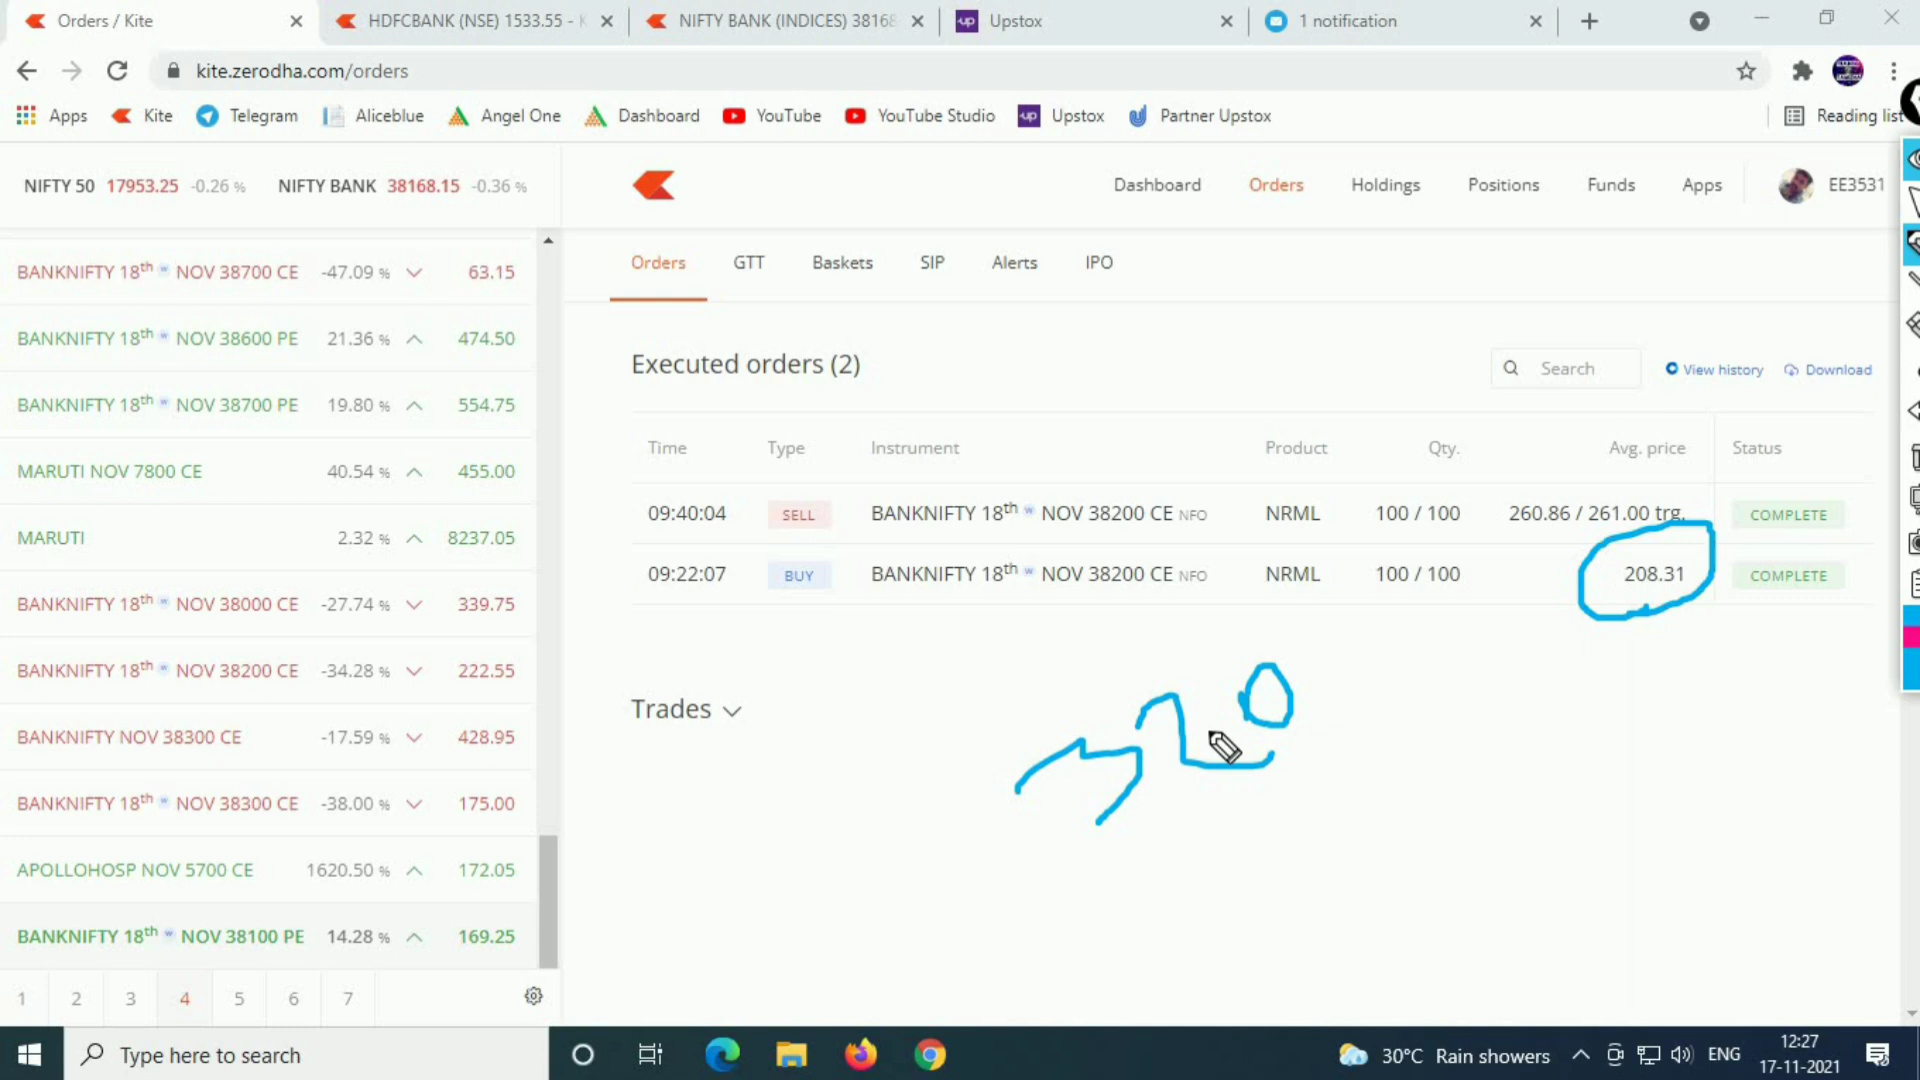 Orders / Kite
HDFCBANK (NSE) 1533.55 - K
NIFTY BANK (INDICES) 38168
Upstox
1 notification
kite.zerodha.com/orders
Apps
Kite
Telegram
Aliceblue
Angel One
Dashboard
YouTube
YouTube Studio
Upstox
Partner Upstox
Reading list
NIFTY 50 17953.25 -0.26 %
NIFTY BANK 38168.15 -0.36 %
Dashboard
Orders
Holdings
Positions
Funds
Apps
EE3531
BANKNIFTY 18th w NOV 38700 CE -47.09 % 63.15
BANKNIFTY 18th w NOV 38600 PE 21.36 % 474.50
BANKNIFTY 18th w NOV 38700 PE 19.80 % 554.75
MARUTI NOV 7800 CE 40.54 % 455.00
MARUTI 2.32 % 8237.05
BANKNIFTY 18th w NOV 38000 CE -27.74 % 339.75
BANKNIFTY 18th w NOV 38200 CE -34.28 % 222.55
BANKNIFTY NOV 38300 CE -17.59 % 428.95
BANKNIFTY 18th w NOV 38300 CE -38.00 % 175.00
APOLLOHOSP NOV 5700 CE 1620.50 % 172.05
BANKNIFTY 18th w NOV 38100 PE 14.28 % 169.25
1 2 3 4 5 6 7
Orders GTT Baskets SIP Alerts IPO
Executed orders (2)
Search
View history
Download
Time Type Instrument Product Qty. Avg. price Status
09:40:04 SELL BANKNIFTY 18th w NOV 38200 CE NFO NRML 100 / 100 260.86 / 261.00 trg. COMPLETE
09:22:07 BUY BANKNIFTY 18th w NOV 38200 CE NFO NRML 100 / 100 208.31 COMPLETE
Trades
320
Type here to search
30°C Rain showers
ENG
12:27
17-11-2021